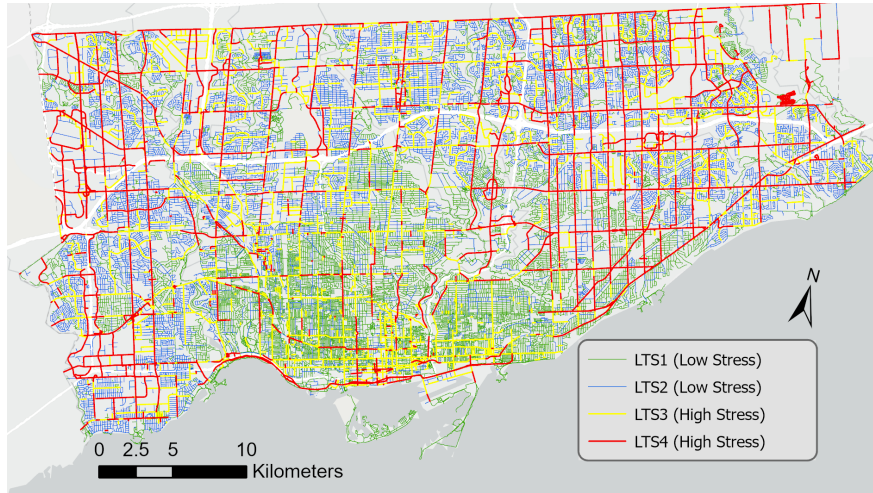 N
LTS1 (Low Stress)
LTS2 (Low Stress)
LTS3 (High Stress)
LTS4 (High Stress)
0 2.5 5 10
Kilometers